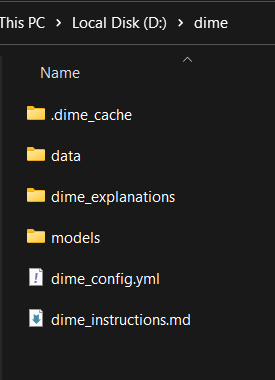 This PC > Local Disk (D:) > dime
Name
.dime_cache
data
dime_explanations
models
dime_config.yml
dime_instructions.md